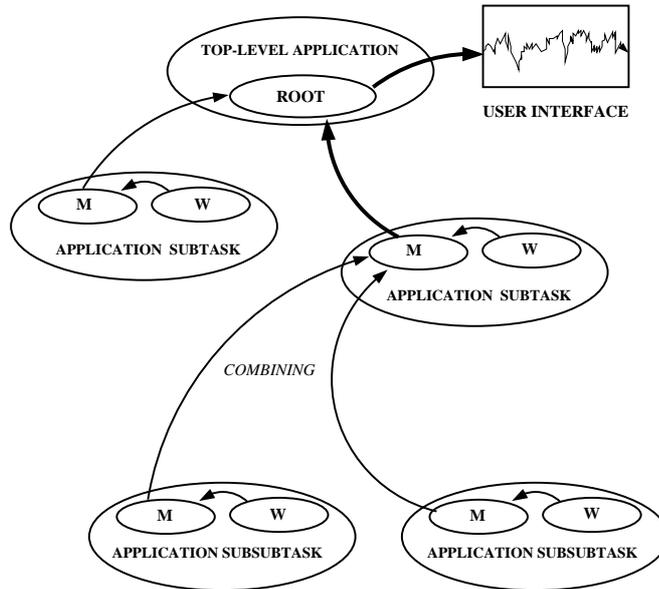 TOP-LEVEL APPLICATION
ROOT
USER INTERFACE
M
W
APPLICATION SUBTASK
M
W
APPLICATION SUBTASK
COMBINING
M
W
APPLICATION SUBSUBTASK
M
W
APPLICATION SUBSUBTASK